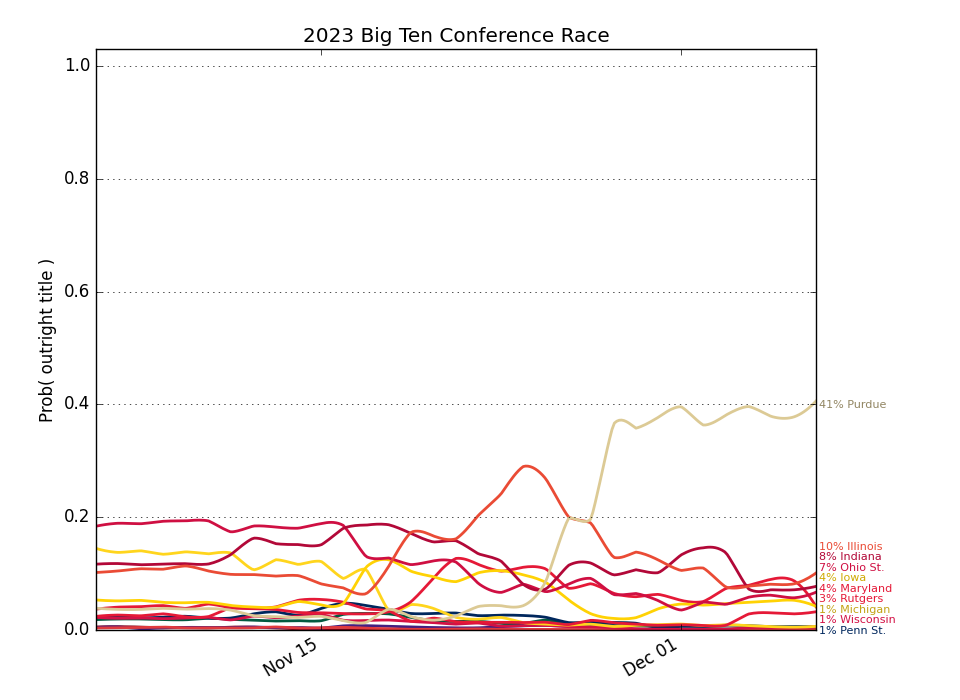 2023 Big Ten Conference Race
Prob( outright title )
1.0
0.8
0.6
0.4
0.2
0.0
Nov 15
Dec 01
41% Purdue
10% Illinois
8% Indiana
7% Ohio St.
4% Iowa
4% Maryland
3% Rutgers
1% Michigan
1% Wisconsin
1% Penn St.